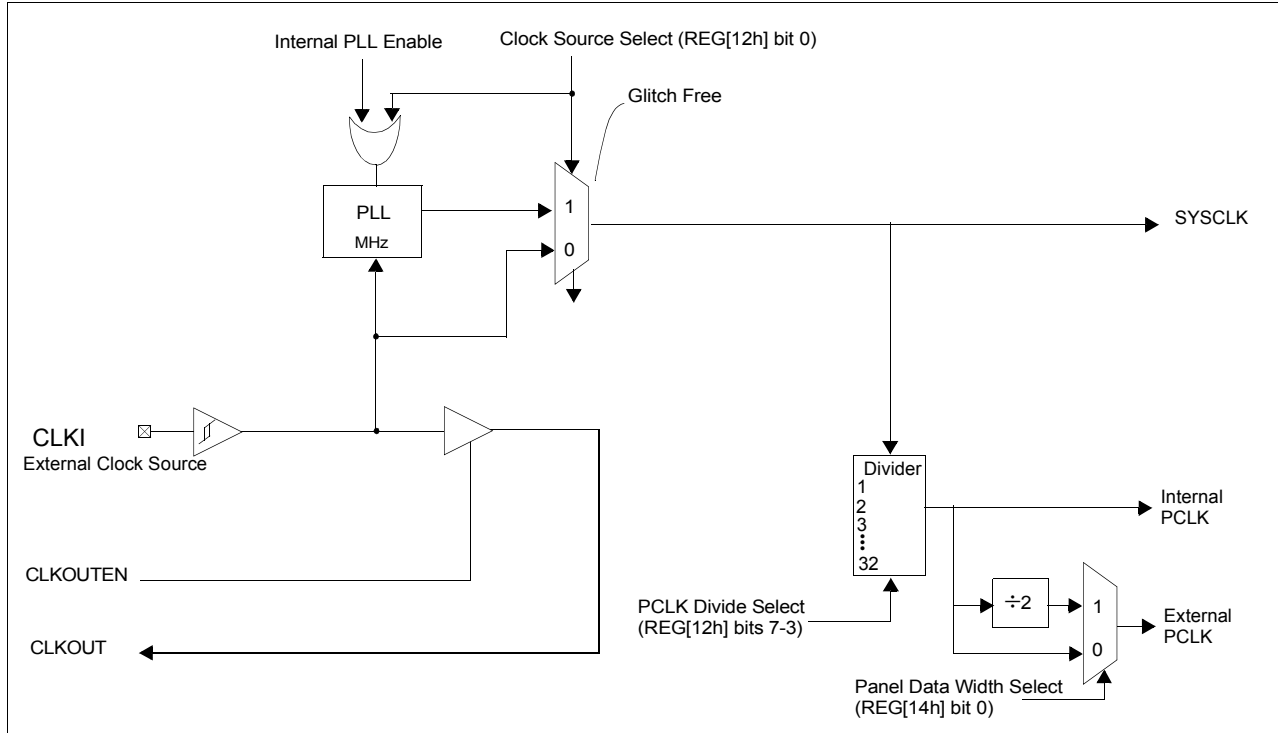 Internal PLL Enable
Clock Source Select (REG[12h] bit 0)
Glitch Free
PLL
MHz
1
0
SYSCLK
CLKI
External Clock Source
Divider
1
2
3
32
Internal
PCLK
÷2
1
0
External
PCLK
CLKOUTEN
PCLK Divide Select
(REG[12h] bits 7-3)
CLKOUT
Panel Data Width Select
(REG[14h] bit 0)